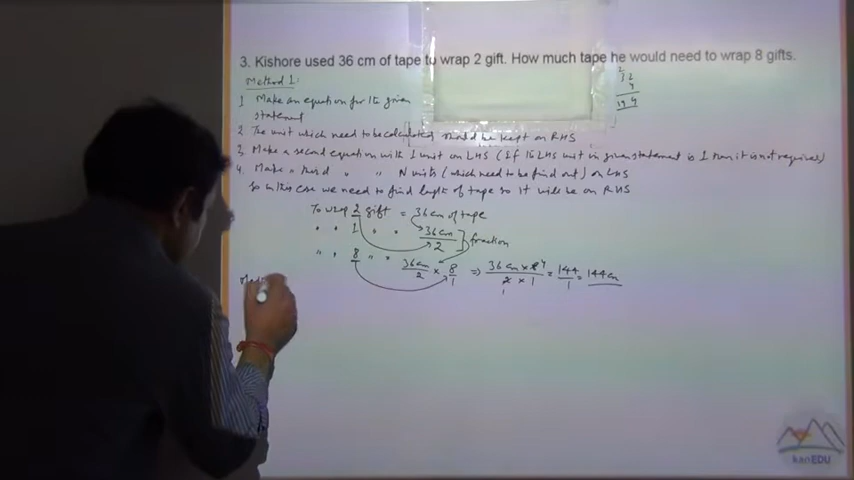 3. Kishore used 36 cm of tape to wrap 2 gift. How much tape he would need to wrap 8 gifts.
Method 1:
1 Make an equation for the given
statement
2. The unit which need to be calculated should be kept on RHS
3. Make a second equation with 1 unit on LHS (if the LHS unit in given statement is 1 then it is not required)
4. Make " third " " N units (which need to be find out) on LHS
so in this case we need to find length of tape so it will be on RHS
To wrap 2 gift = 36 cm of tape
" " 1 " " 36 cm / 2 fraction
" " 8 " " 36 cm / 2 × 8 / 1 ⇒ 36 cm × 8 4 / 2 × 1 = 144 / 1 = 144 cm
1
kanEDU